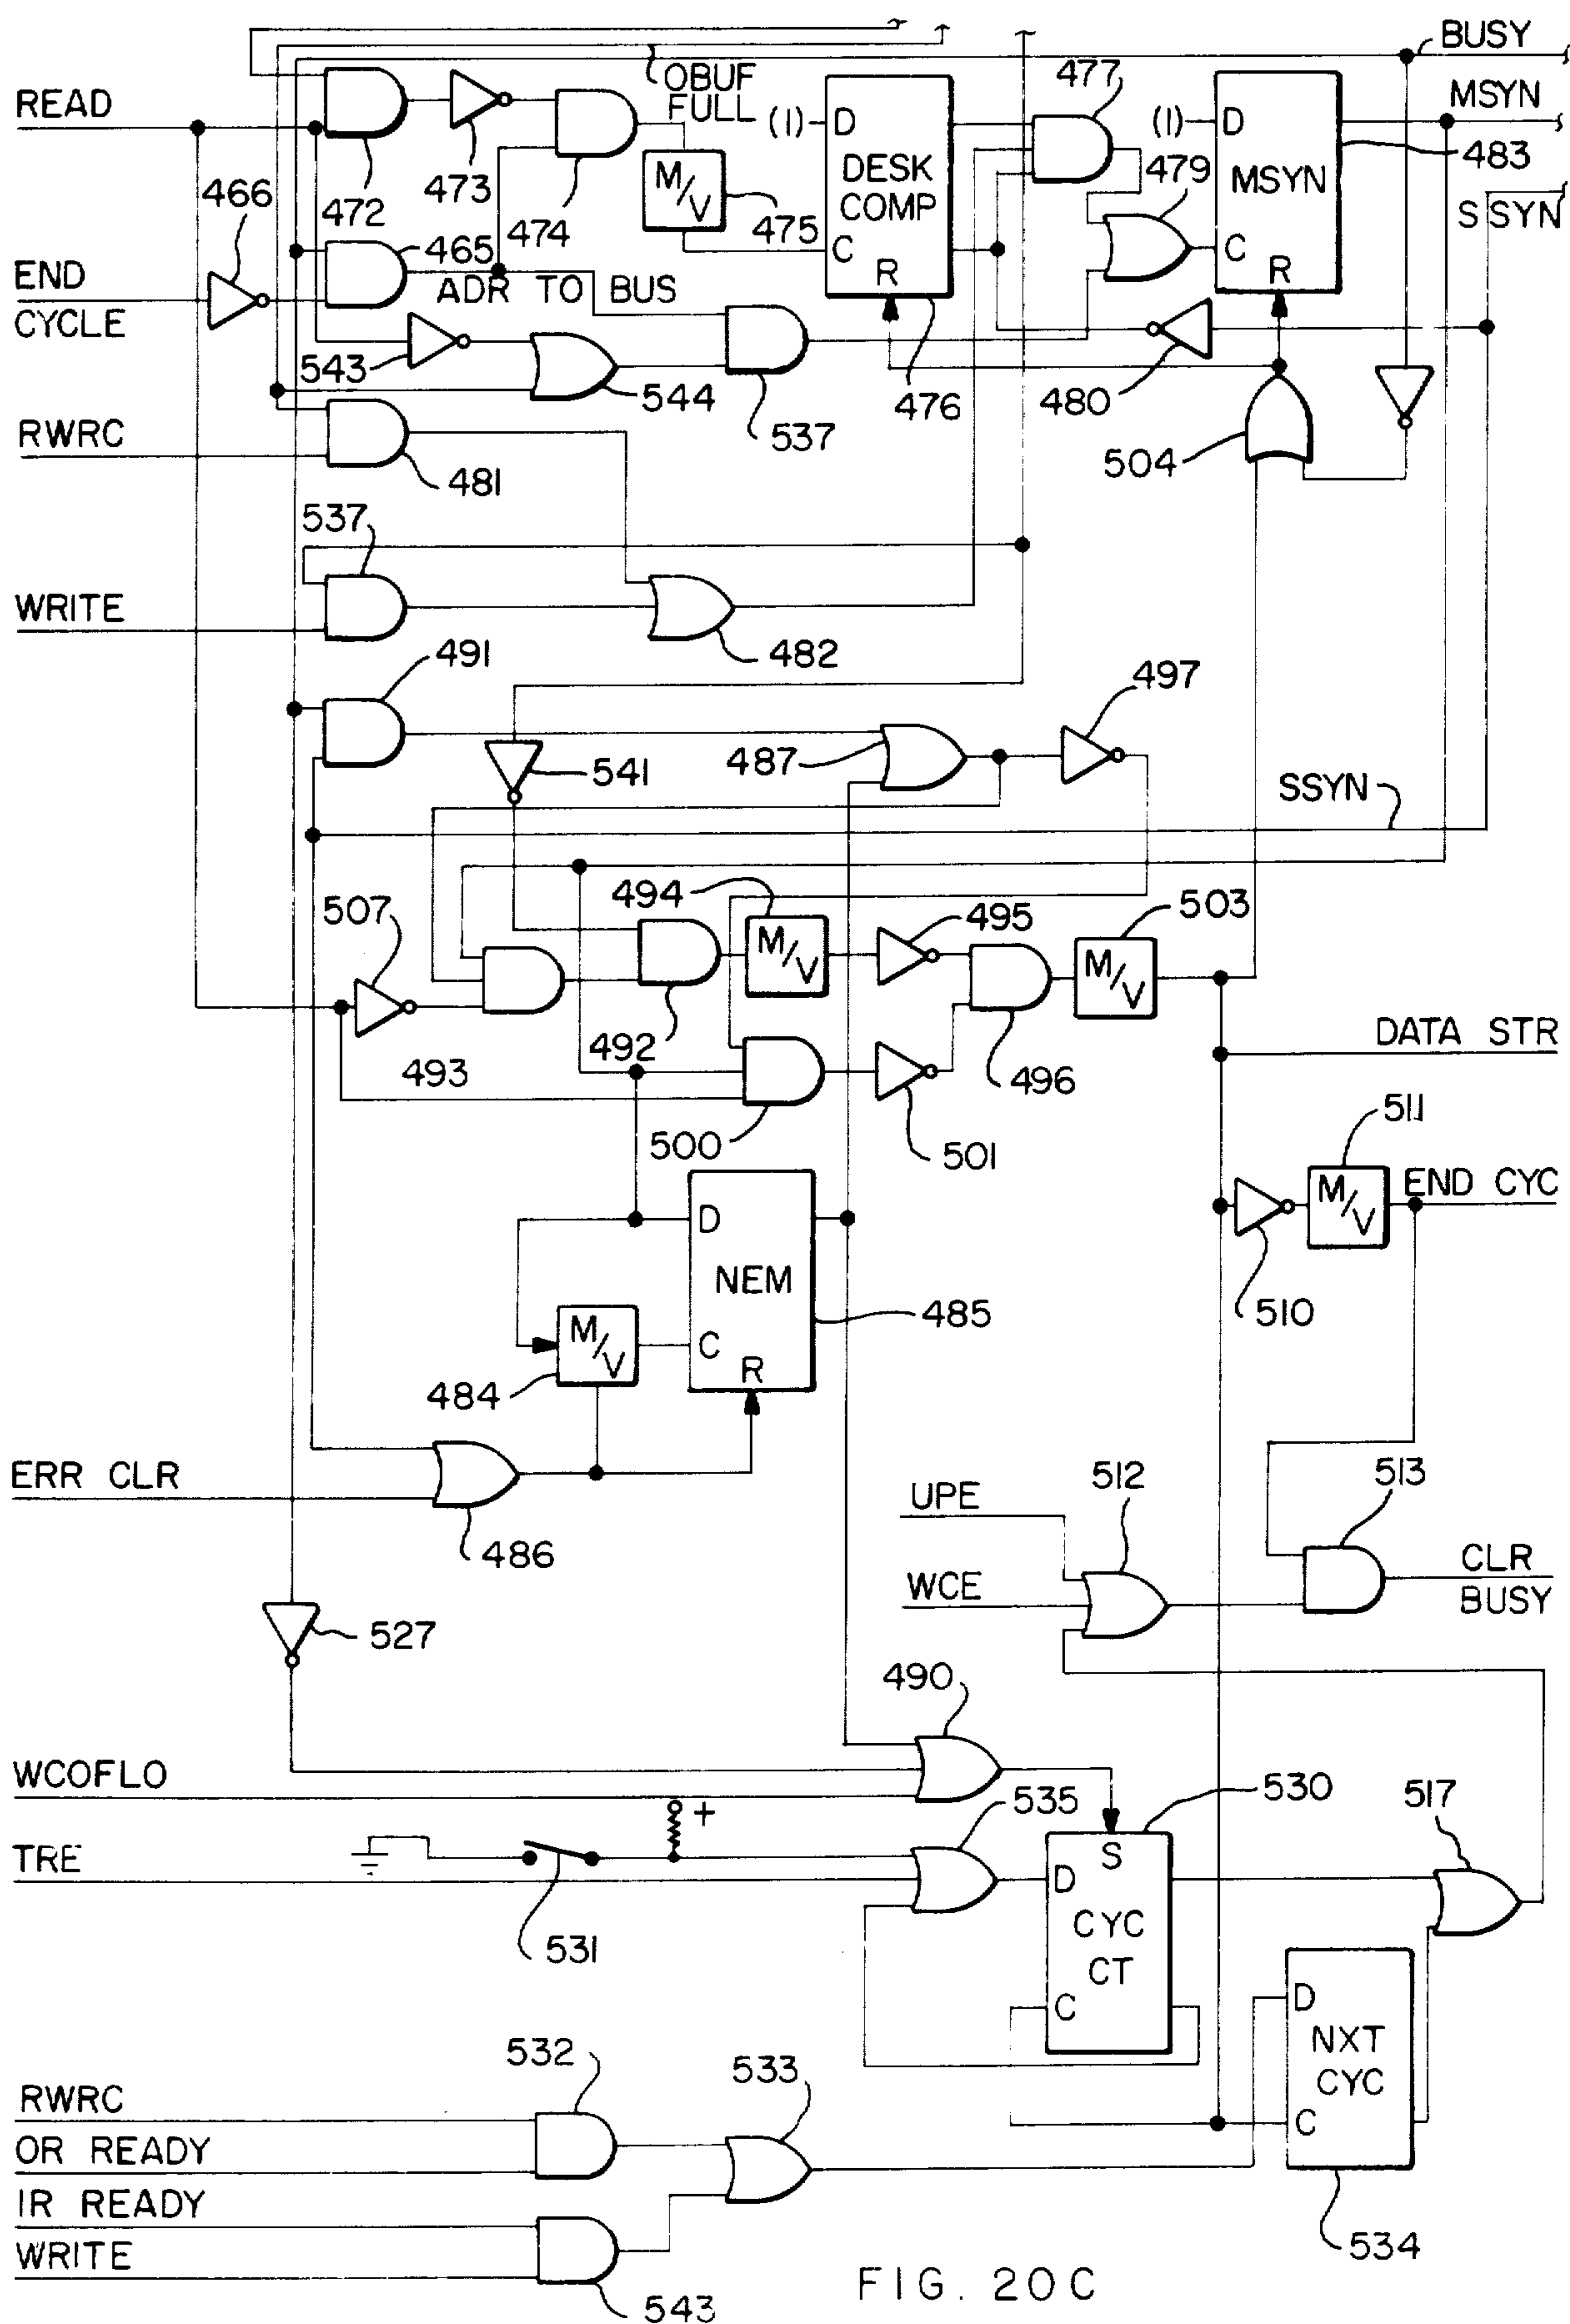 BUSY
OBUF
FULL
477
MSYN
READ
(1)
D
DESK
COMP
C
R
(1)
D
MSYN
C
R
483
479
S SYN
466
472
473
474
M/V
475
465
END
CYCLE
ADR TO BUS
543
544
537
476
480
504
RWRC
481
537
WRITE
482
491
497
541
487
SSYN
507
494
M/V
495
503
M/V
492
496
DATA STR
493
500
501
511
M/V
END CYC
510
D
NEM
C
R
485
M/V
484
ERR CLR
486
UPE
512
513
WCE
CLR
BUSY
527
490
WCOFLO
+
535
530
517
TRE
531
S
D
CYC
CT
C
D
NXT
CYC
C
532
533
RWRC
OR READY
IR READY
WRITE
543
534
FIG. 20C